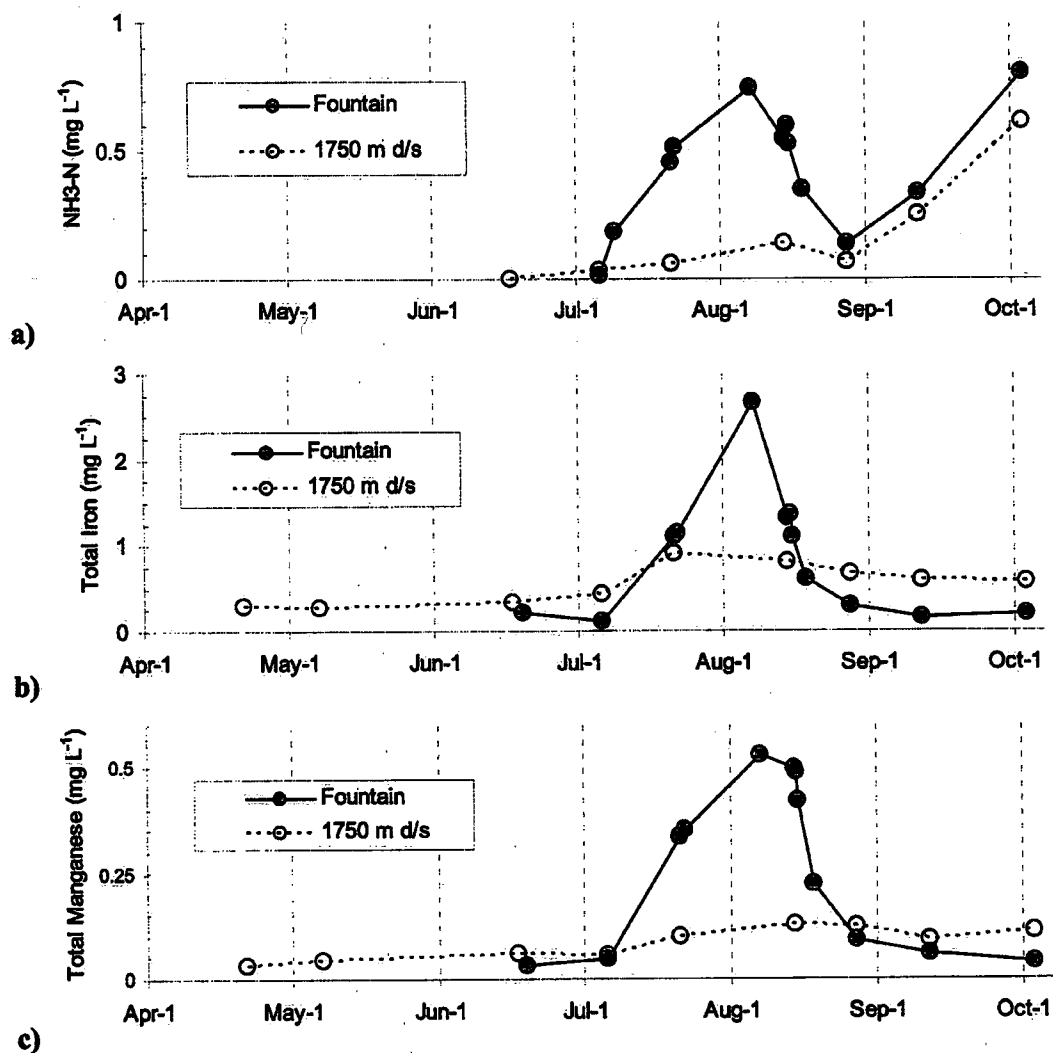 1
Fountain
1750 m d/s
0.5
0
NH3-N (mg L⁻¹)
Apr-1 May-1 Jun-1 Jul-1 Aug-1 Sep-1 Oct-1
a)
3
Fountain
1750 m d/s
2
1
0
Total Iron (mg L⁻¹)
Apr-1 May-1 Jun-1 Jul-1 Aug-1 Sep-1 Oct-1
b)
0.5
Fountain
1750 m d/s
0.25
0
Total Manganese (mg L⁻¹)
Apr-1 May-1 Jun-1 Jul-1 Aug-1 Sep-1 Oct-1
c)